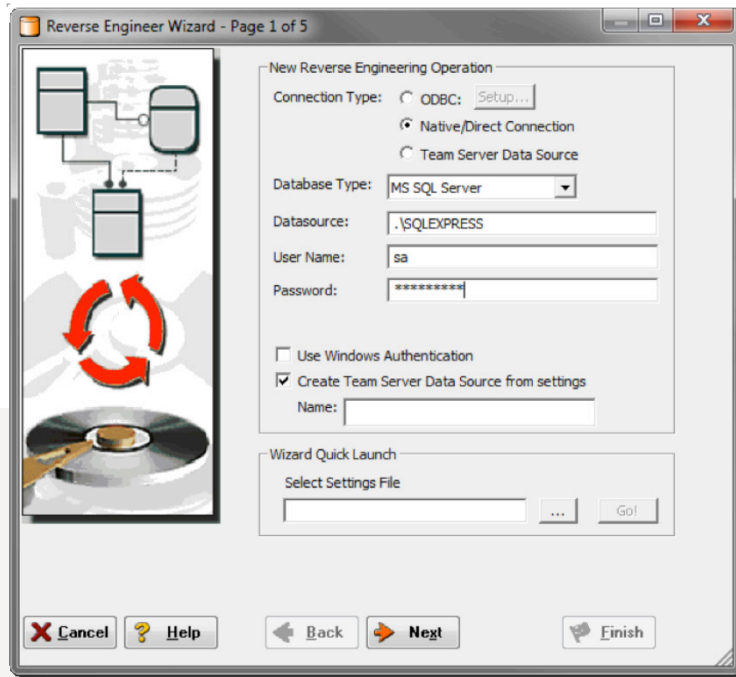 Reverse Engineer Wizard - Page 1 of 5
New Reverse Engineering Operation
Connection Type: ODBC: Setup...
Native/Direct Connection
Team Server Data Source
Database Type: MS SQL Server
Datasource: .\SQLEXPRESS
User Name: sa
Password: *********
Use Windows Authentication
Create Team Server Data Source from settings
Name:
Wizard Quick Launch
Select Settings File
... Go!
Cancel Help Back Next Finish